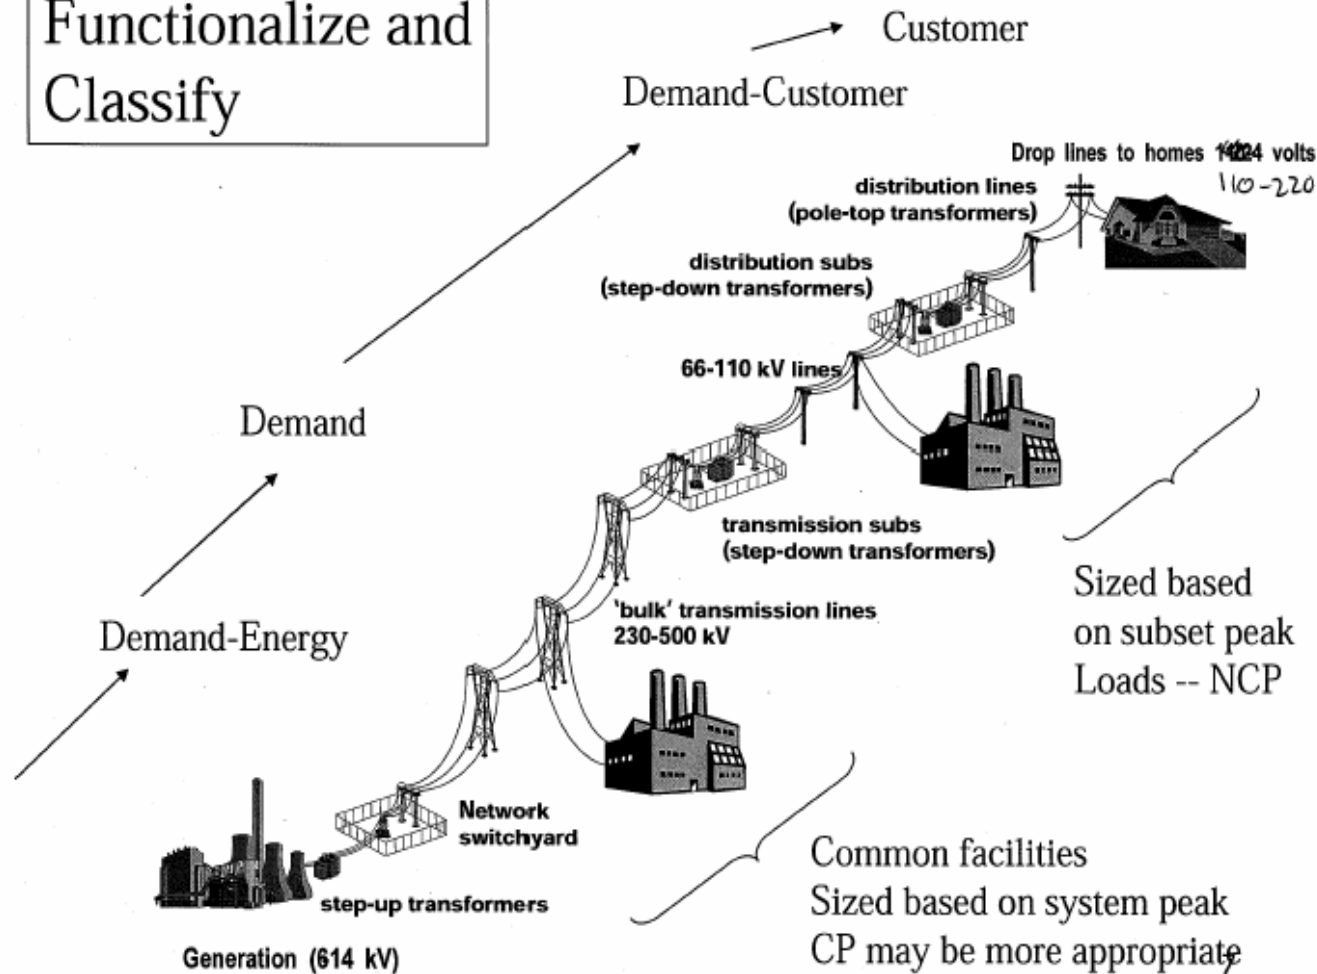 Functionalize and
Classify
Customer
Demand-Customer
Drop lines to homes volts
110-220
distribution lines
(pole-top transformers)
distribution subs
(step-down transformers)
66-110 kV lines
Demand
transmission subs
(step-down transformers)
Sized based
on subset peak
Loads -- NCP
'bulk' transmission lines
230-500 kV
Demand-Energy
Network
switchyard
step-up transformers
Generation (614 kV)
Common facilities
Sized based on system peak
CP may be more appropriate
7